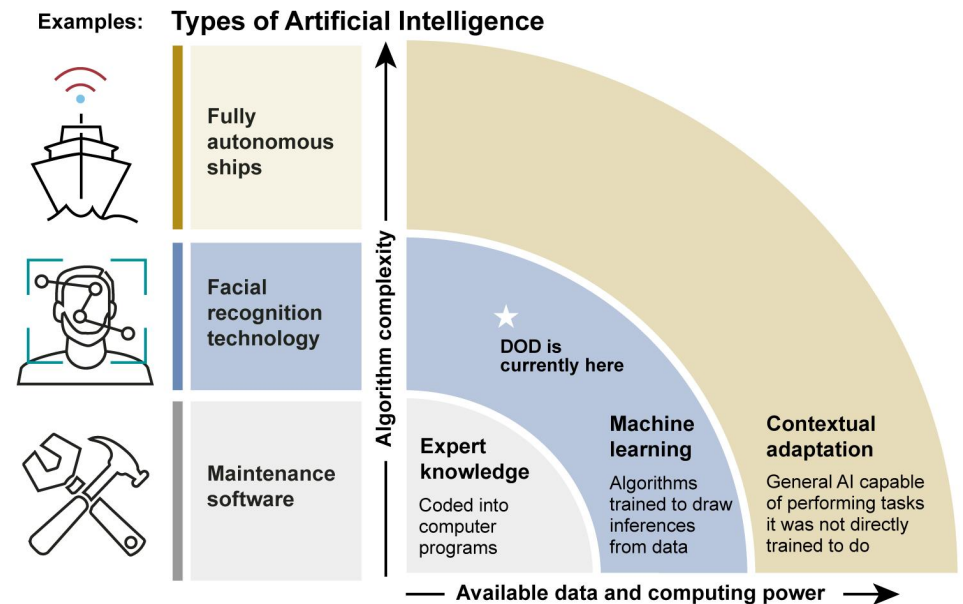 Examples:
Types of Artificial Intelligence
Fully
autonomous
ships
Facial
recognition
technology
Maintenance
software
Algorithm complexity
DOD is
currently here
Expert
knowledge
Coded into
computer
programs
Machine
learning
Algorithms
trained to draw
inferences
from data
Contextual
adaptation
General AI capable
of performing tasks
it was not directly
trained to do
Available data and computing power